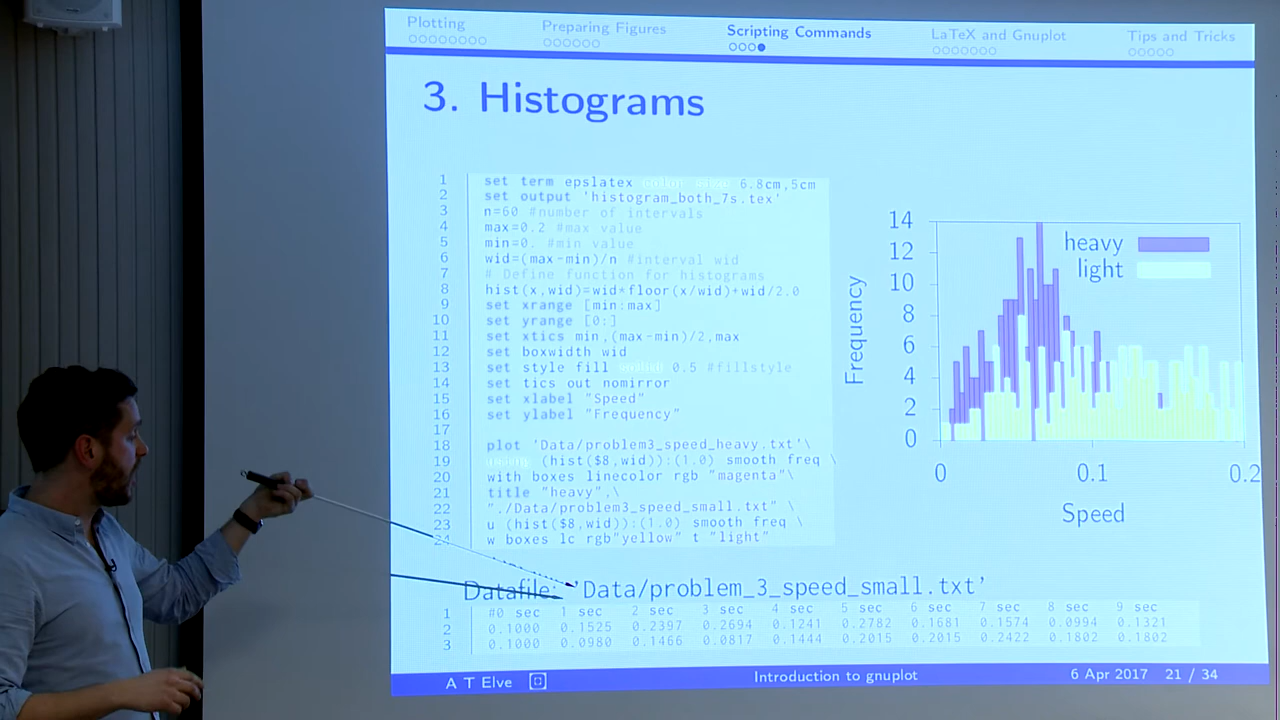 Plotting Preparing Figures Scripting Commands LaTeX and Gnuplot Tips and Tricks
3. Histograms
1 set term epslatex color size 6.8cm,5cm
2 set output 'histogram_both_7s.tex'
3 n=60 #number of intervals
4 max=0.2 #max value
5 min=0. #min value
6 wid=(max-min)/n #interval wid
7 # Define function for histograms
8 hist(x,wid)=wid*floor(x/wid)+wid/2.0
9 set xrange [min:max]
10 set yrange [0:]
11 set xtics min,(max-min)/2,max
12 set boxwidth wid
13 set style fill solid 0.5 #fillstyle
14 set tics out nomirror
15 set xlabel "Speed"
16 set ylabel "Frequency"
17
18 plot 'Data/problem3_speed_heavy.txt'\
19 using (hist($8,wid)):(1.0) smooth freq \
20 with boxes linecolor rgb "magenta"\
21 title "heavy",\
22 "./Data/problem3_speed_small.txt" \
23 u (hist($8,wid)):(1.0) smooth freq \
24 w boxes lc rgb"yellow" t "light"
14
12
10
8
6
4
2
0
Frequency
heavy
light
0 0.1 0.2
Speed
Datafile: 'Data/problem_3_speed_small.txt'
1 #0 sec 1 sec 2 sec 3 sec 4 sec 5 sec 6 sec 7 sec 8 sec 9 sec
2 0.1000 0.1525 0.2397 0.2694 0.1241 0.2782 0.1681 0.1574 0.0994 0.1321
3 0.1000 0.0980 0.1466 0.0817 0.1444 0.2015 0.2015 0.2422 0.1802 0.1802
A T Elve Introduction to gnuplot 6 Apr 2017 21 / 34